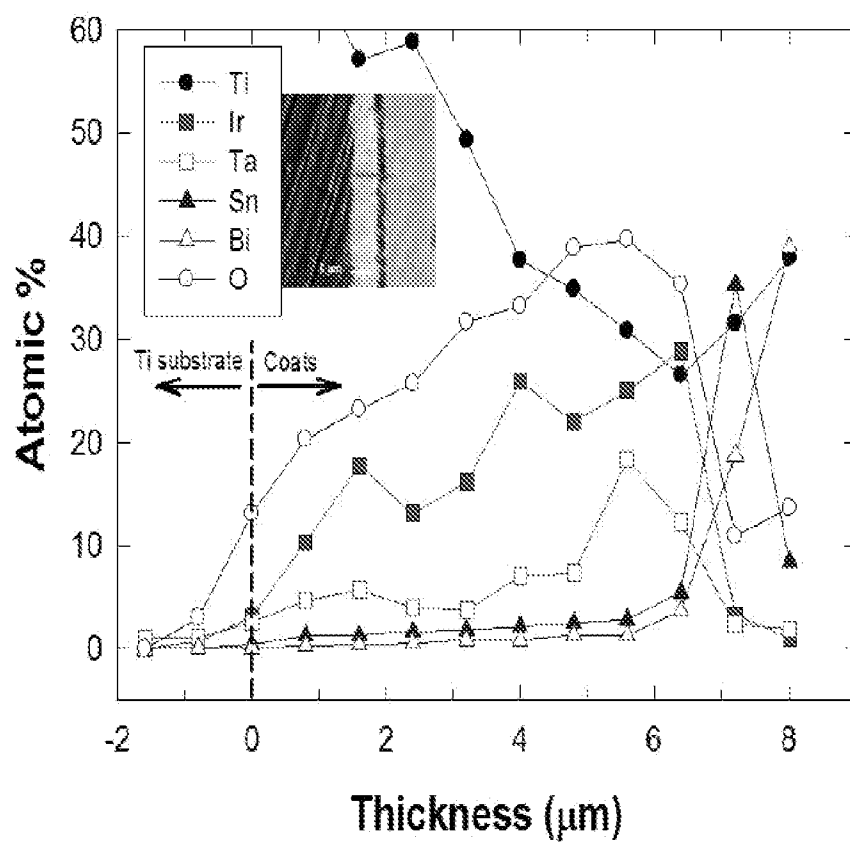 60
50
40
30
20
10
0
Atomic %
Ti
Ir
Ta
Sn
Bi
O
Ti substrate
Coats
-2 0 2 4 6 8
Thickness (μm)